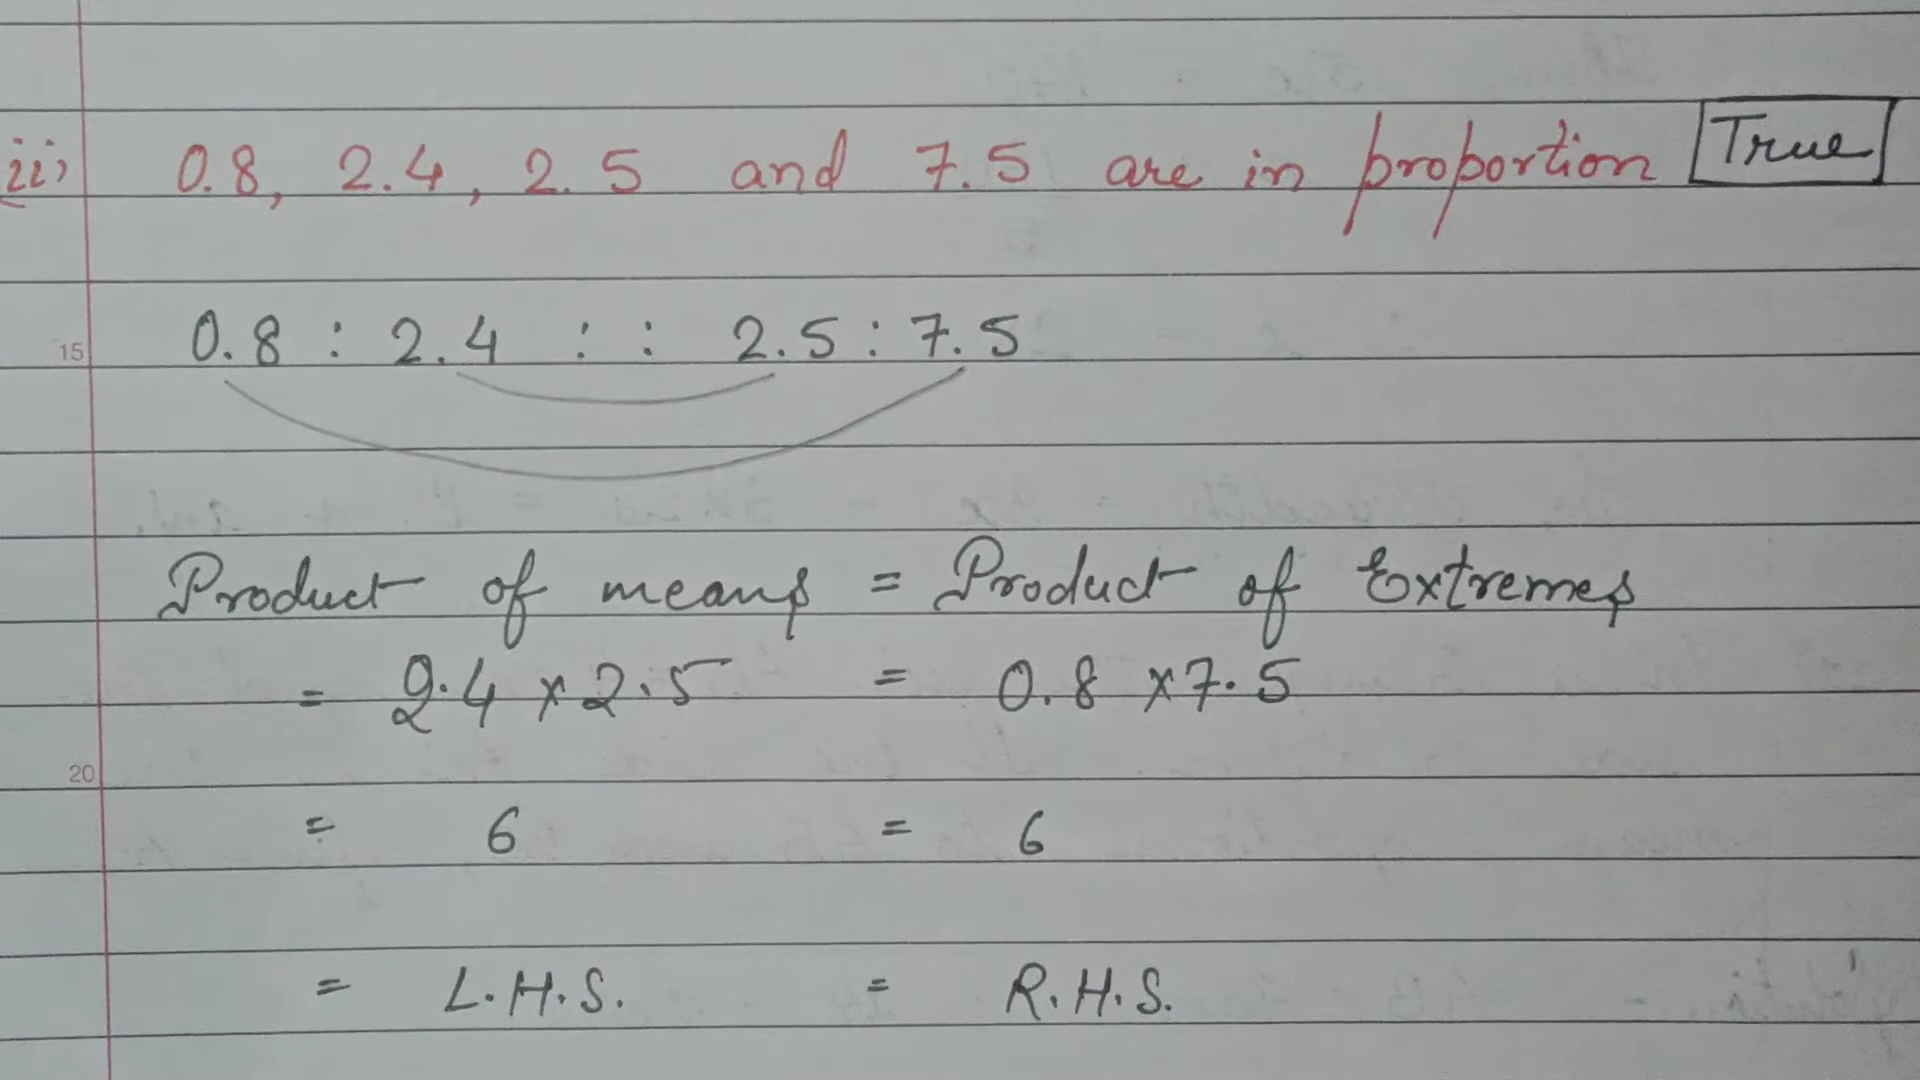 ii) 0.8, 2.4, 2.5 and 7.5 are in proportion True
15 0.8 : 2.4 : : 2.5 : 7.5
Product of means = Product of Extremes
= 2.4 x 2.5 = 0.8 x 7.5
20
= 6 = 6
= L.H.S. = R.H.S.